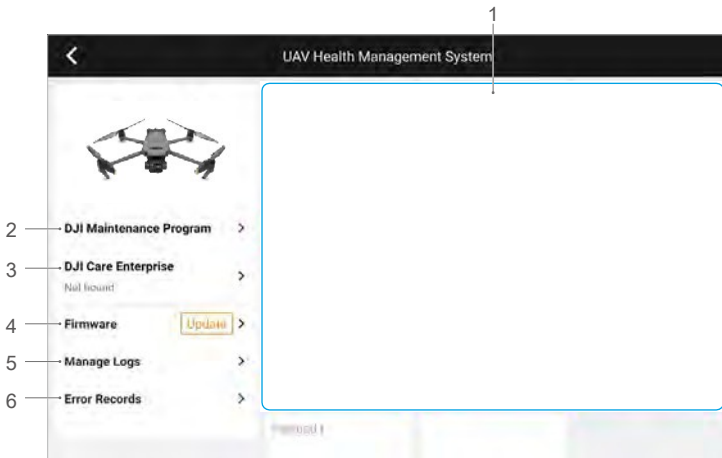 1
UAV Health Management System
2 DJI Maintenance Program
3 DJI Care Enterprise
Not bound
4 Firmware Update
5 Manage Logs
6 Error Records